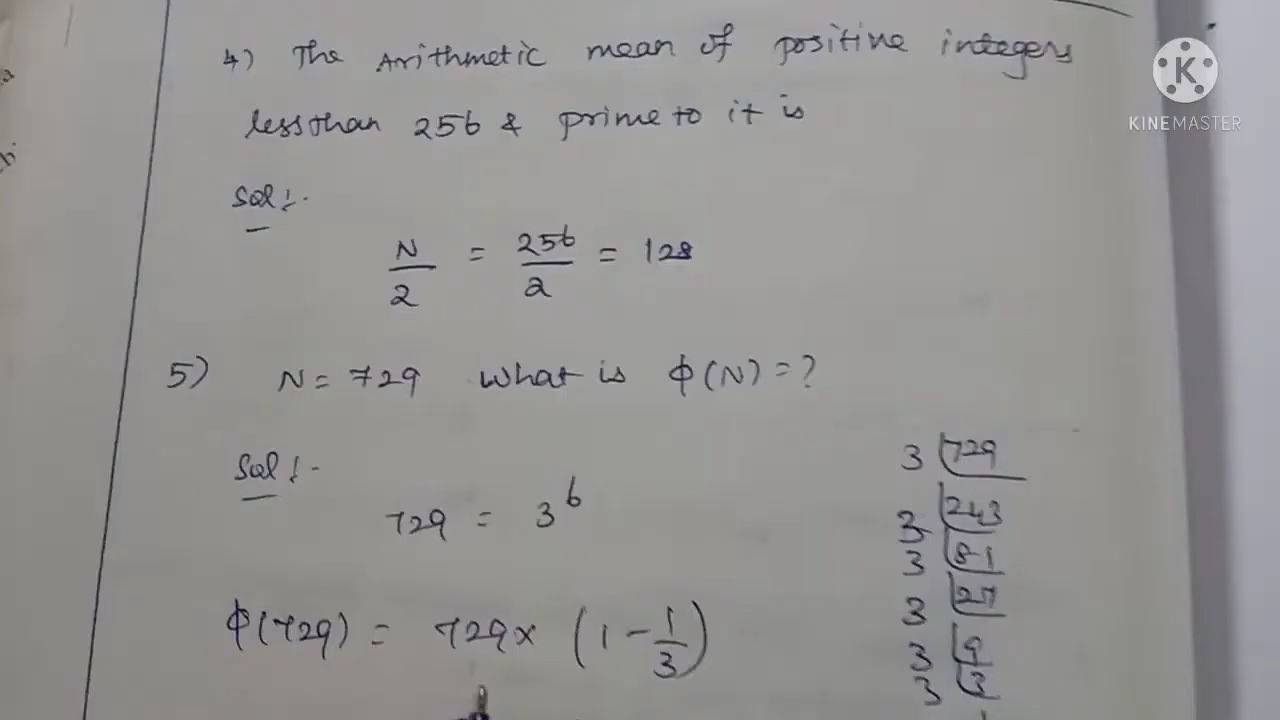 4) The Arithmetic mean of positive integers
less than 256 & prime to it is
Sol:-
N/2 = 256/2 = 128
5) N = 729 what is φ(N) = ?
Sol:-
729 = 3^6
φ(729) = 729 × (1 - 1/3)
3 729
3 243
3 81
3 27
3 9
3 3
K
KINEMASTER